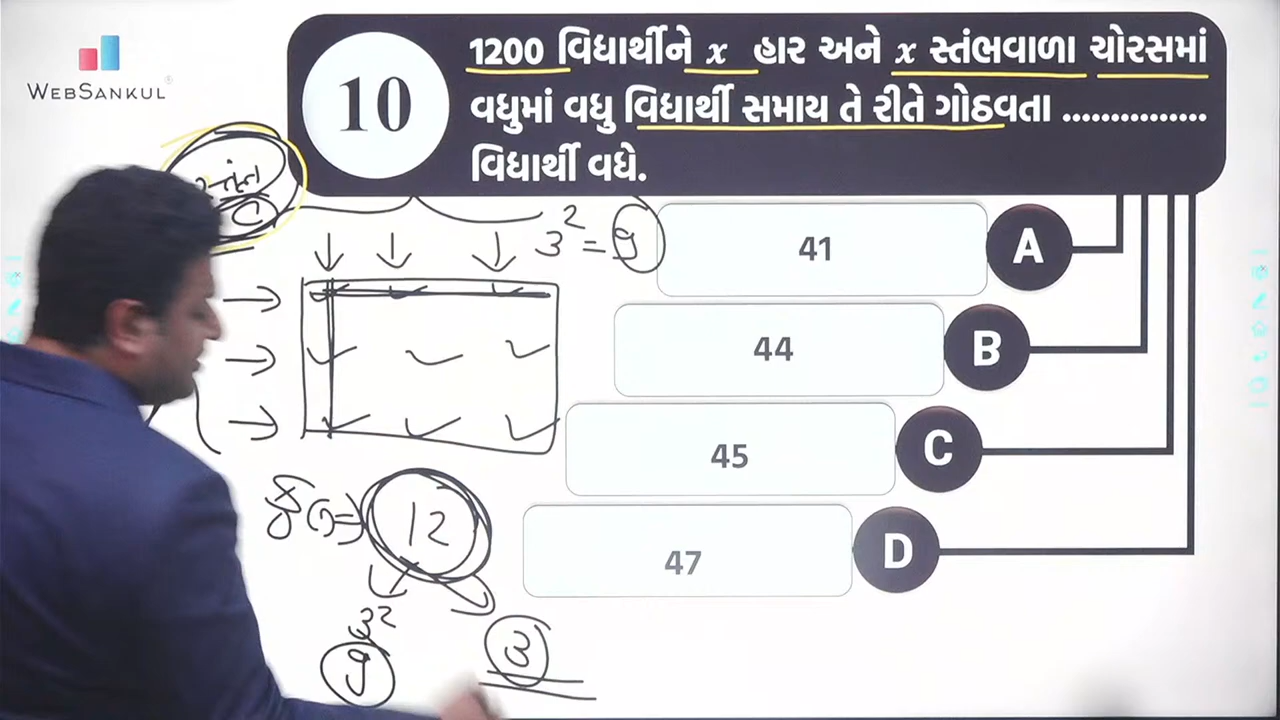 WEBSANKUL
10
1200 વિદ્યાર્થીને x હાર અને x સ્તંભવાળા ચોરસમાં
વધુમાં વધુ વિદ્યાર્થી સમાય તે રીતે ગોઠવતા ................
વિદ્યાર્થી વધે.
3² = 9
41 A
44 B
45 C
47 D
કુલ = 12
3²
9
3